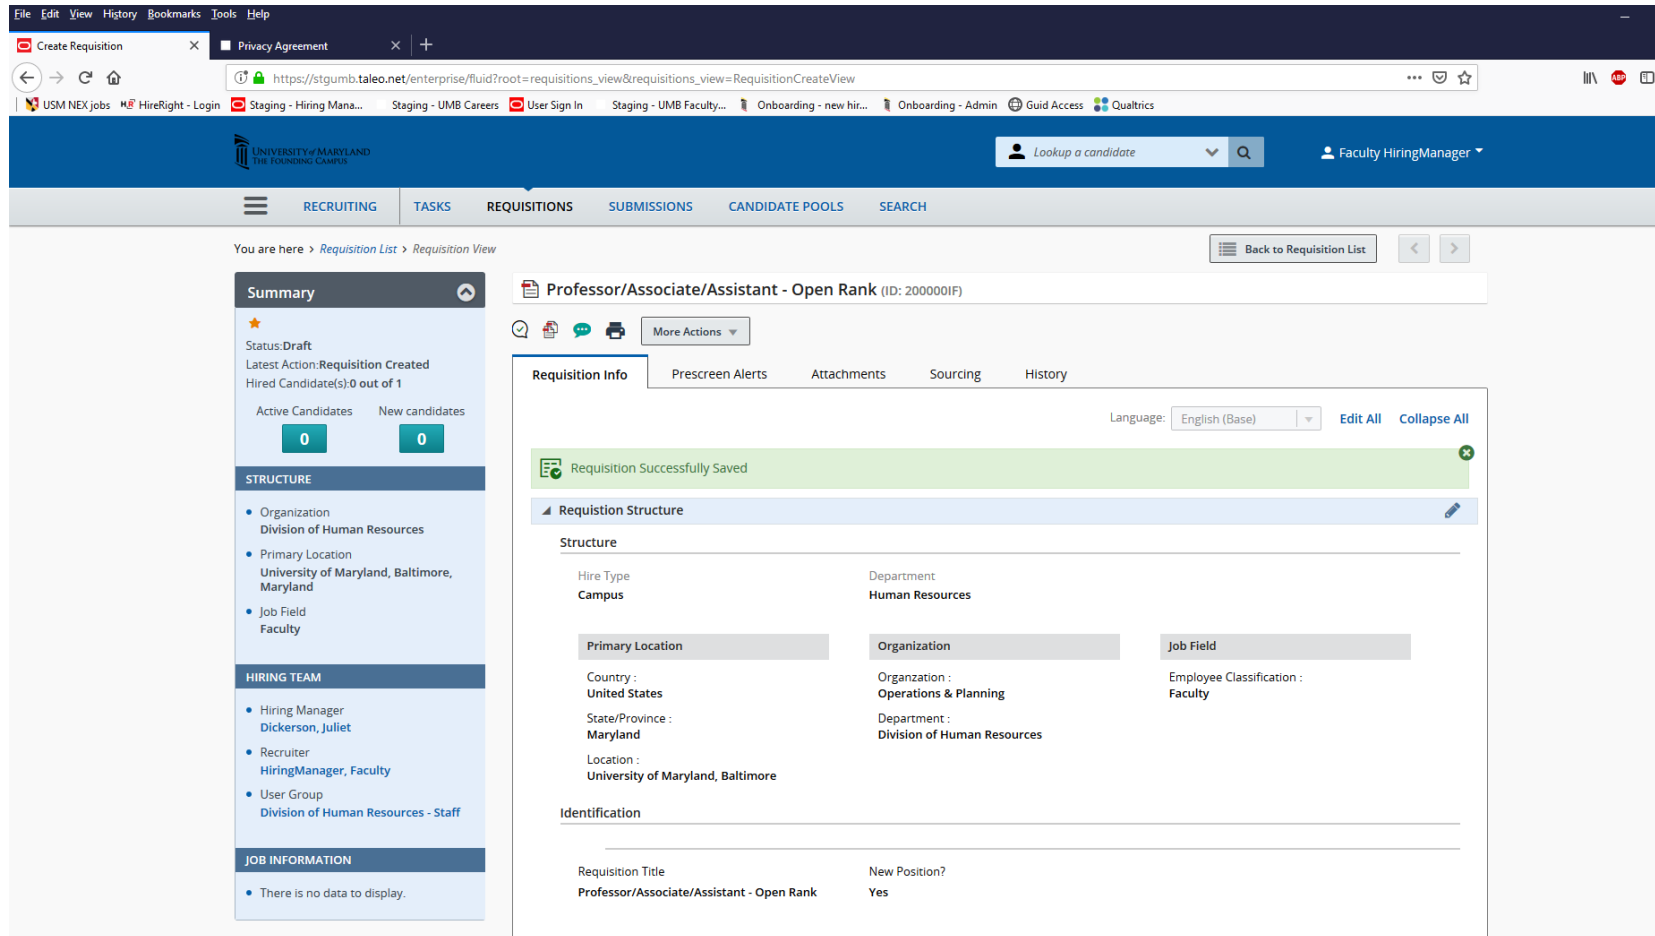 File Edit View History Bookmarks Tools Help
Create Requisition
Privacy Agreement
https://stgumb.taleo.net/enterprise/fluid?root=requisitions_view&requisitions_view=RequisitionCreateView
USM NEX jobs HireRight - Login Staging - Hiring Mana... Staging - UMB Careers User Sign In Staging - UMB Faculty... Onboarding - new hir... Onboarding - Admin Guid Access Qualtrics
UNIVERSITY of MARYLAND
THE FOUNDING CAMPUS
Lookup a candidate
Faculty HiringManager
RECRUITING TASKS REQUISITIONS SUBMISSIONS CANDIDATE POOLS SEARCH
You are here > Requisition List > Requisition View
Back to Requisition List < >
Summary
Status:Draft
Latest Action:Requisition Created
Hired Candidate(s):0 out of 1
Active Candidates New candidates
0 0
STRUCTURE
Organization
Division of Human Resources
Primary Location
University of Maryland, Baltimore,
Maryland
Job Field
Faculty
HIRING TEAM
Hiring Manager
Dickerson, Juliet
Recruiter
HiringManager, Faculty
User Group
Division of Human Resources - Staff
JOB INFORMATION
There is no data to display.
Professor/Associate/Assistant - Open Rank (ID: 200000IF)
More Actions
Requisition Info Prescreen Alerts Attachments Sourcing History
Language: English (Base) Edit All Collapse All
Requisition Successfully Saved
Requistion Structure
Structure
Hire Type Department
Campus Human Resources
Primary Location Organization Job Field
Country : Organzation : Employee Classification :
United States Operations & Planning Faculty
State/Province : Department :
Maryland Division of Human Resources
Location :
University of Maryland, Baltimore
Identification
Requisition Title New Position?
Professor/Associate/Assistant - Open Rank Yes